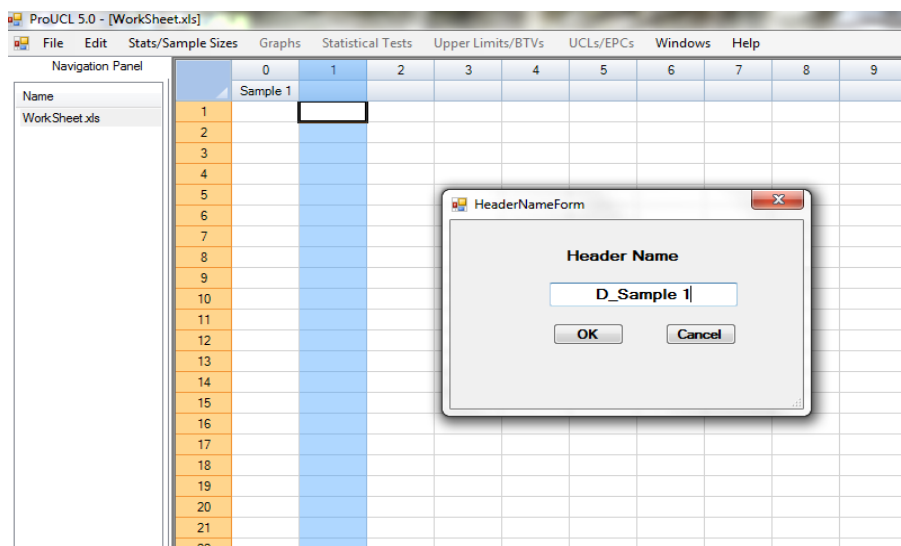 ProUCL 5.0 - [WorkSheet.xls]
File Edit Stats/Sample Sizes Graphs Statistical Tests Upper Limits/BTVs UCLs/EPCs Windows Help
Navigation Panel
Name
WorkSheet.xls
0 1 2 3 4 5 6 7 8 9
Sample 1
1
2
3
4
5
6
7
8
9
10
11
12
13
14
15
16
17
18
19
20
21
HeaderNameForm
Header Name
D_Sample 1
OK Cancel